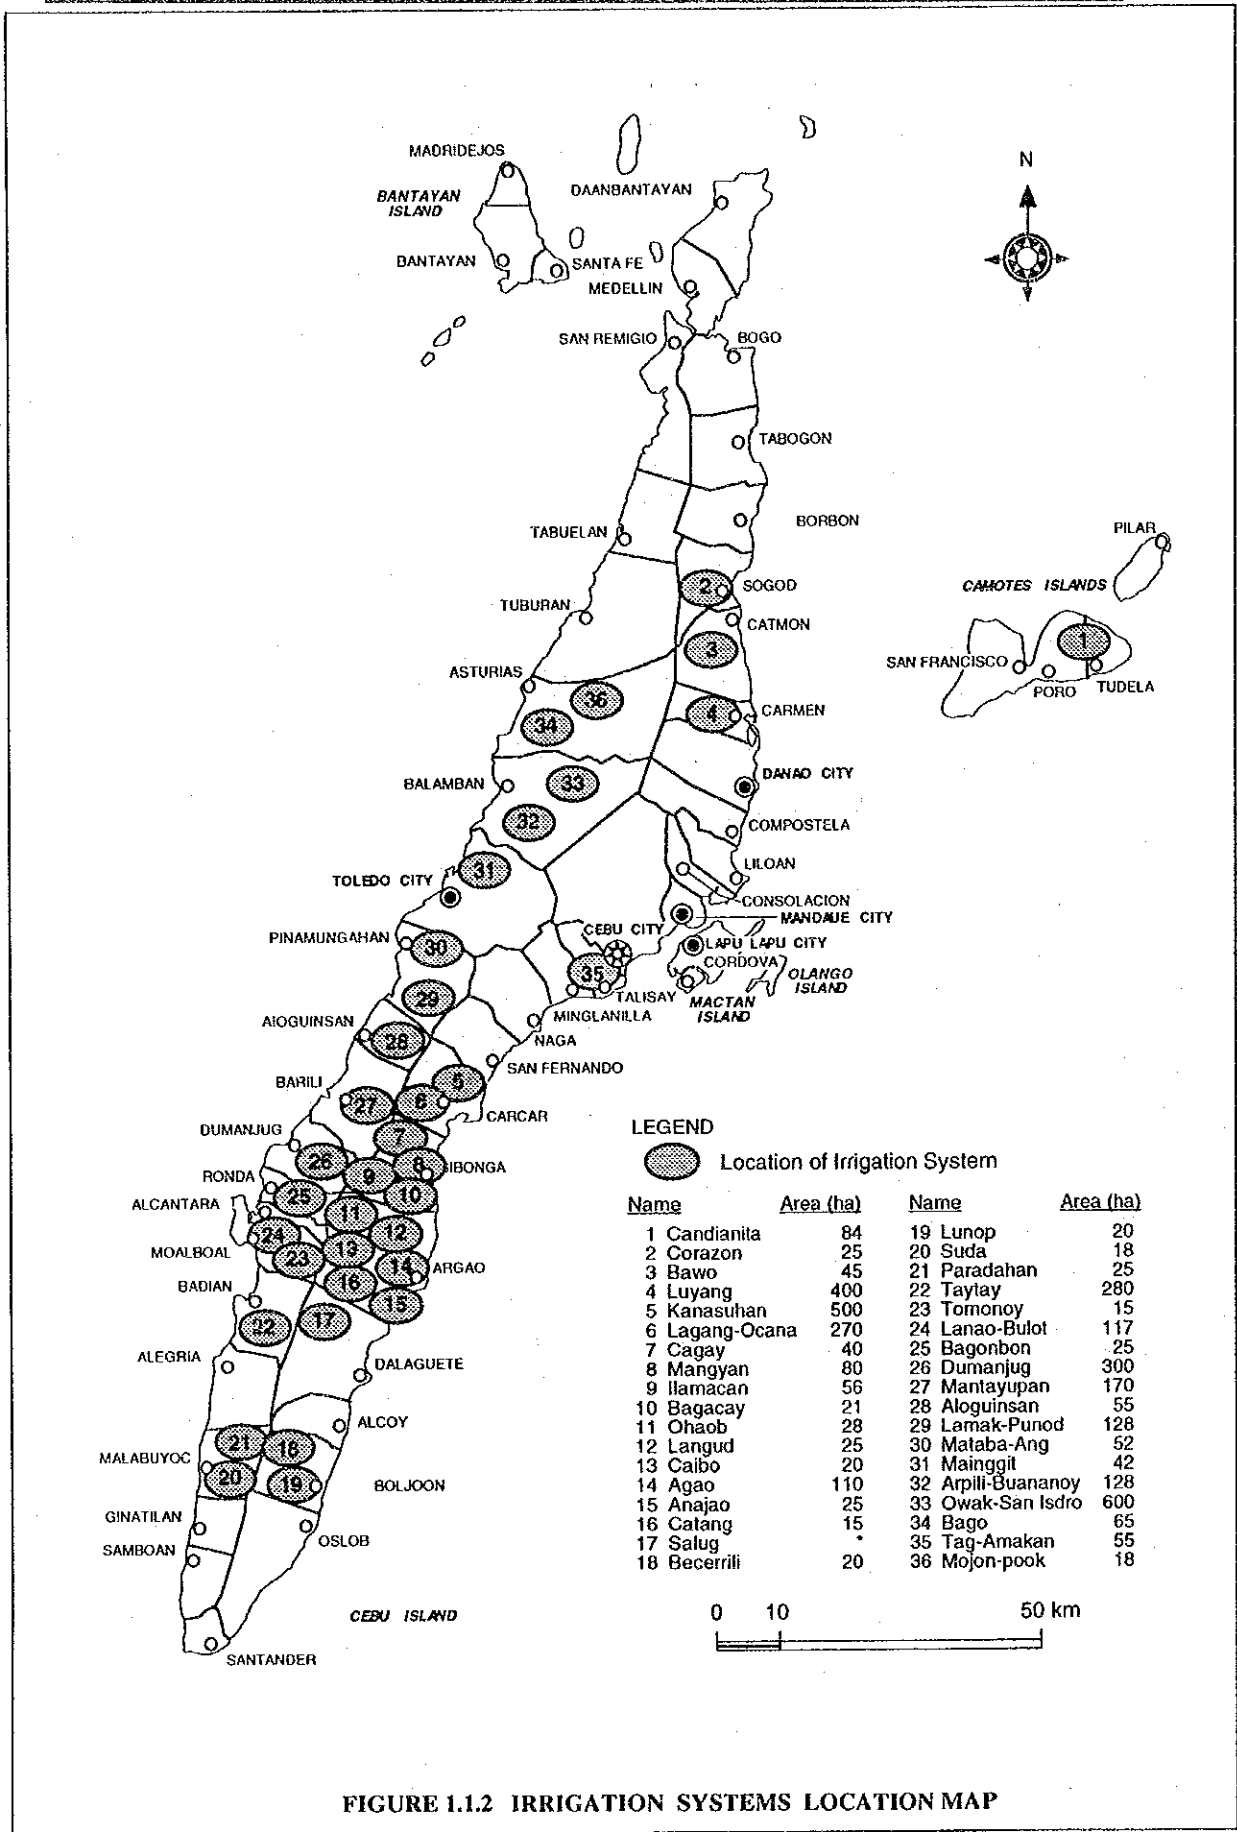 MADRIDEJOS
BANTAYAN
ISLAND
DAANBANTAYAN
N
BANTAYAN
SANTA FE
MEDELLIN
SAN REMIGIO
BOGO
TABOGON
BORBON
TABUELAN
PILAR
CAMOTES ISLANDS
2
SOGOD
TUBURAN
CATMON
1
3
SAN FRANCISCO
PORO
TUDELA
ASTURIAS
36
4
CARMEN
34
DANAO CITY
BALAMBAN
33
32
COMPOSTELA
31
LILOAN
TOLEDO CITY
CONSOLACION
MANDAUE CITY
CEBU CITY
PINAMUNGAHAN
30
LAPU LAPU CITY
CORDOVA
35
OLANGO
ISLAND
29
TALISAY
MACTAN
ISLAND
MINGLANILLA
AlOGUINSAN
28
NAGA
SAN FERNANDO
BARILI
5
27
6
CARCAR
DUMANJUG
7
26
8
SIBONGA
RONDA
9
25
10
ALCANTARA
11
24
12
MOALBOAL
13
23
14
ARGAO
16
BADIAN
15
22
17
ALEGRIA
DALAGUETE
ALCOY
21
18
MALABUYOC
20
19
BOLJOON
GINATILAN
OSLOB
SAMBOAN
CEBU ISLAND
SANTANDER
LEGEND
Location of Irrigation System
Name Area (ha) Name Area (ha)
1 Candianita 84 19 Lunop 20
2 Corazon 25 20 Suda 18
3 Bawo 45 21 Paradahan 25
4 Luyang 400 22 Taytay 280
5 Kanasuhan 500 23 Tomonoy 15
6 Lagang-Ocana 270 24 Lanao-Bulot 117
7 Cagay 40 25 Bagonbon 25
8 Mangyan 80 26 Dumanjug 300
9 Ilamacan 56 27 Mantayupan 170
10 Bagacay 21 28 Aloguinsan 55
11 Ohaob 28 29 Lamak-Punod 128
12 Langud 25 30 Mataba-Ang 52
13 Caibo 20 31 Mainggit 42
14 Agao 110 32 Arpili-Buananoy 128
15 Anajao 25 33 Owak-San Isdro 600
16 Catang 15 34 Bago 65
17 Salug * 35 Tag-Amakan 55
18 Becerrili 20 36 Mojon-pook 18
0 10 50 km
FIGURE 1.1.2 IRRIGATION SYSTEMS LOCATION MAP